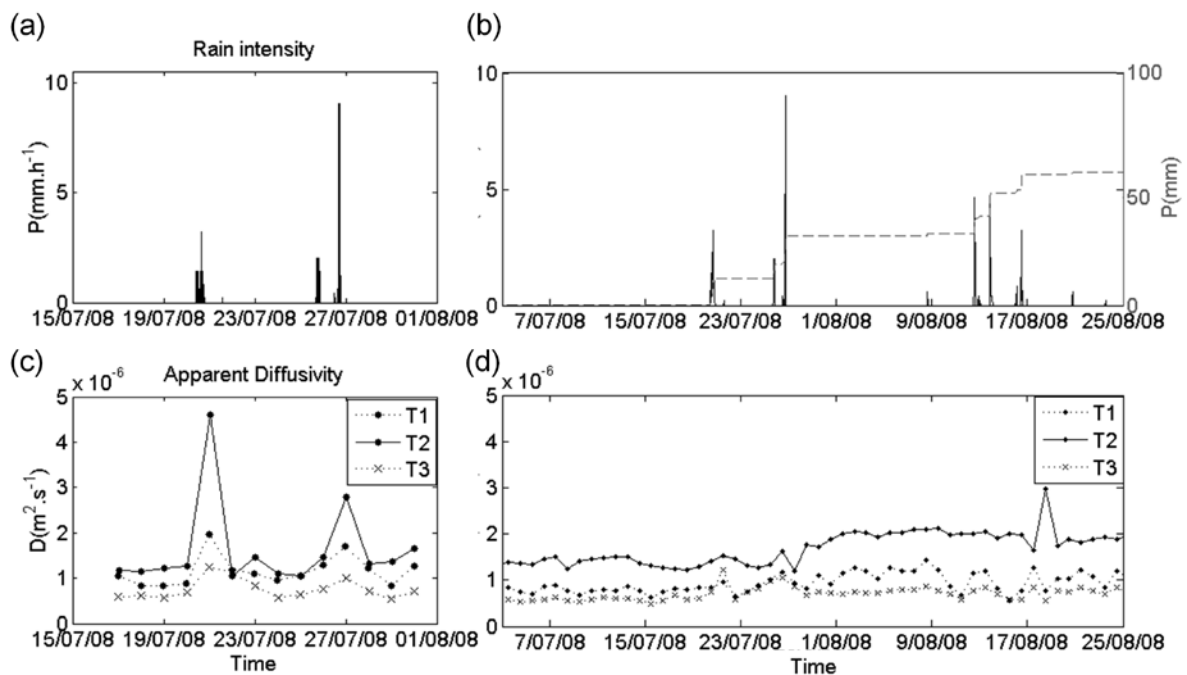 (a)
Rain intensity
10
5
0
P(mm.h⁻¹)
15/07/08 19/07/08 23/07/08 27/07/08 01/08/08
(b)
10
5
0
100
50
0
P(mm)
7/07/08 15/07/08 23/07/08 1/08/08 9/08/08 17/08/08 25/08/08
(c)
x 10⁻⁶
Apparent Diffusivity
5
4
3
2
1
0
D(m².s⁻¹)
T1
T2
T3
15/07/08 19/07/08 23/07/08 27/07/08 01/08/08
Time
(d)
x 10⁻⁶
5
4
3
2
1
0
T1
T2
T3
7/07/08 15/07/08 23/07/08 1/08/08 9/08/08 17/08/08 25/08/08
Time